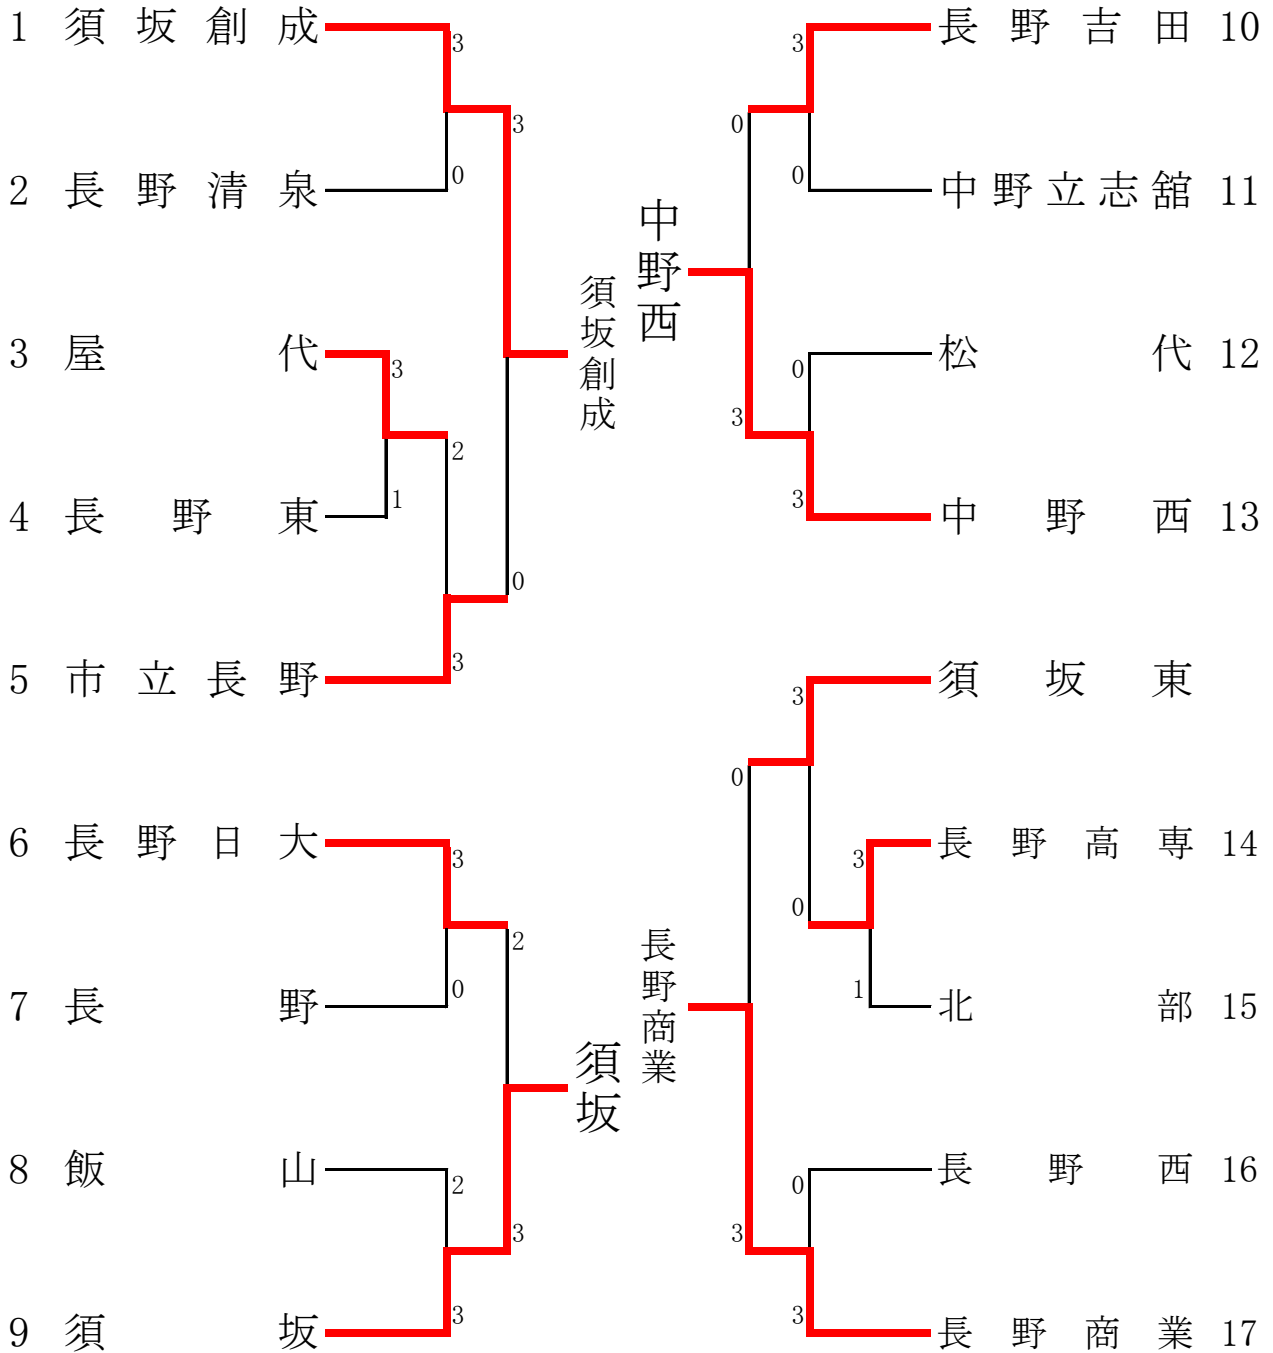 1 須坂創成
3
2 長野清泉
0
3
3 屋代
3
4 長野東
1
2
5 市立長野
3
0
須坂創成
6 長野日大
3
7 長野
0
2
8 飯山
2
9 須坂
3
3
須坂
中野西
長野吉田 10
3
中野立志舘 11
0
0
松代 12
0
中野西 13
3
3
長野商業
須坂東
3
0
長野高専 14
3
0
北部 15
1
長野西 16
0
3
長野商業 17
3